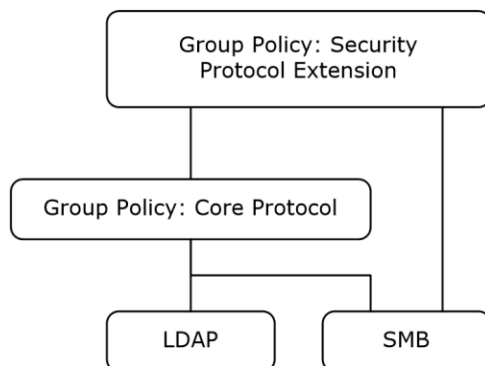 Group Policy: Security
Protocol Extension
Group Policy: Core Protocol
LDAP
SMB